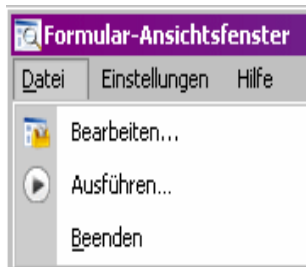 Formular-Ansichtsfenster
Datei Einstellungen Hilfe
Bearbeiten...
Ausführen...
Beenden